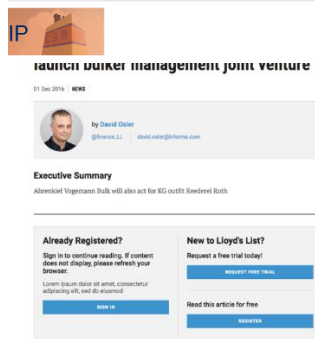 IP
launch bulker management joint venture
01 Dec 2016 NEWS
by David Osler
@finance_LL david.osler@informa.com
Executive Summary
Ahrenkiel Vogemann Bulk will also act for KG outfit Reederei Roth
Already Registered?
Sign in to continue reading. If content
does not display, please refresh your
browser.
Lorem ipsum dolor sit amet, consectetur
adipiscing elit, sed do eiusmod
SIGN IN
New to Lloyd's List?
Request a free trial today!
REQUEST FREE TRIAL
Read this article for free
REGISTER